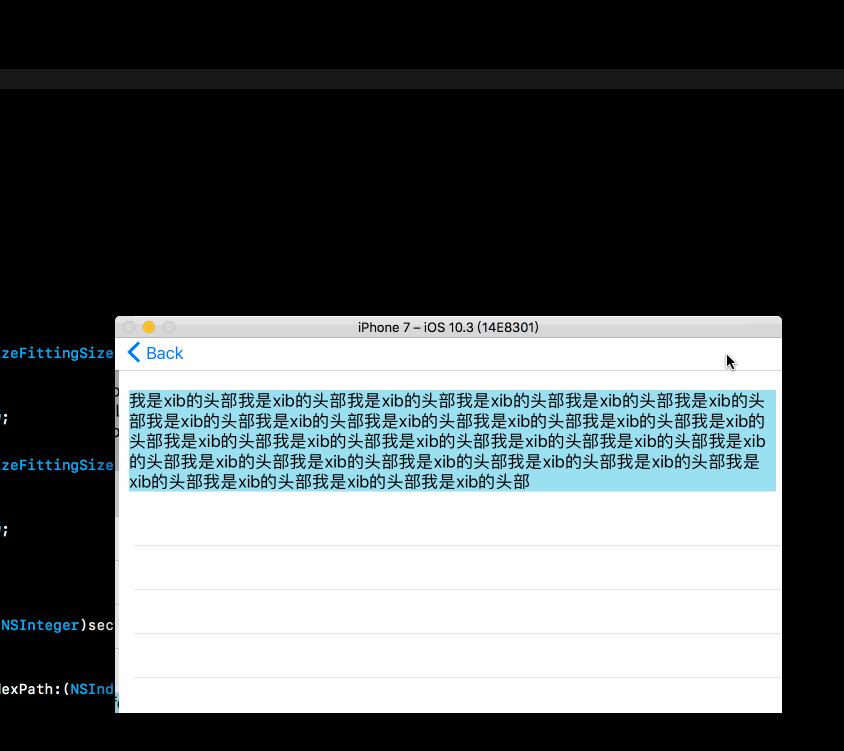 iPhone 7 – iOS 10.3 (14E8301)
zeFittingSize
Back
我是xib的头部我是xib的头部我是xib的头部我是xib的头部我是xib的头部我是xib的头
部我是xib的头部我是xib的头部我是xib的头部我是xib的头部我是xib的头部我是xib的
头部我是xib的头部我是xib的头部我是xib的头部我是xib的头部我是xib的头部我是xib
的头部我是xib的头部我是xib的头部我是xib的头部我是xib的头部我是xib的头部我是
xib的头部我是xib的头部我是xib的头部我是xib的头部
;
zeFittingSize
;
NSInteger)sec
exPath:(NSInd